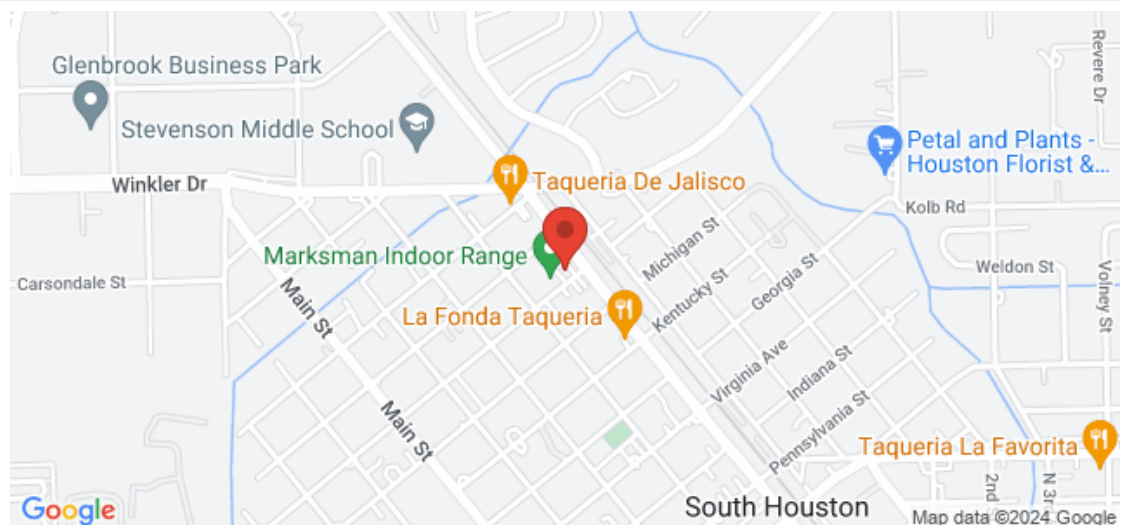 Revere Dr
Glenbrook Business Park
Stevenson Middle School
Petal and Plants -
Houston Florist &...
Winkler Dr
Taqueria De Jalisco
Kolb Rd
Michigan St
Marksman Indoor Range
Carsondale St
Georgia St
Weldon St
Volney St
Main St
La Fonda Taqueria
Kentucky St
Virginia Ave
Indiana St
Main St
Pennsylvania St
Taqueria La Favorita
2nd
N 3r
South Houston
Google
Map data ©2024 Google